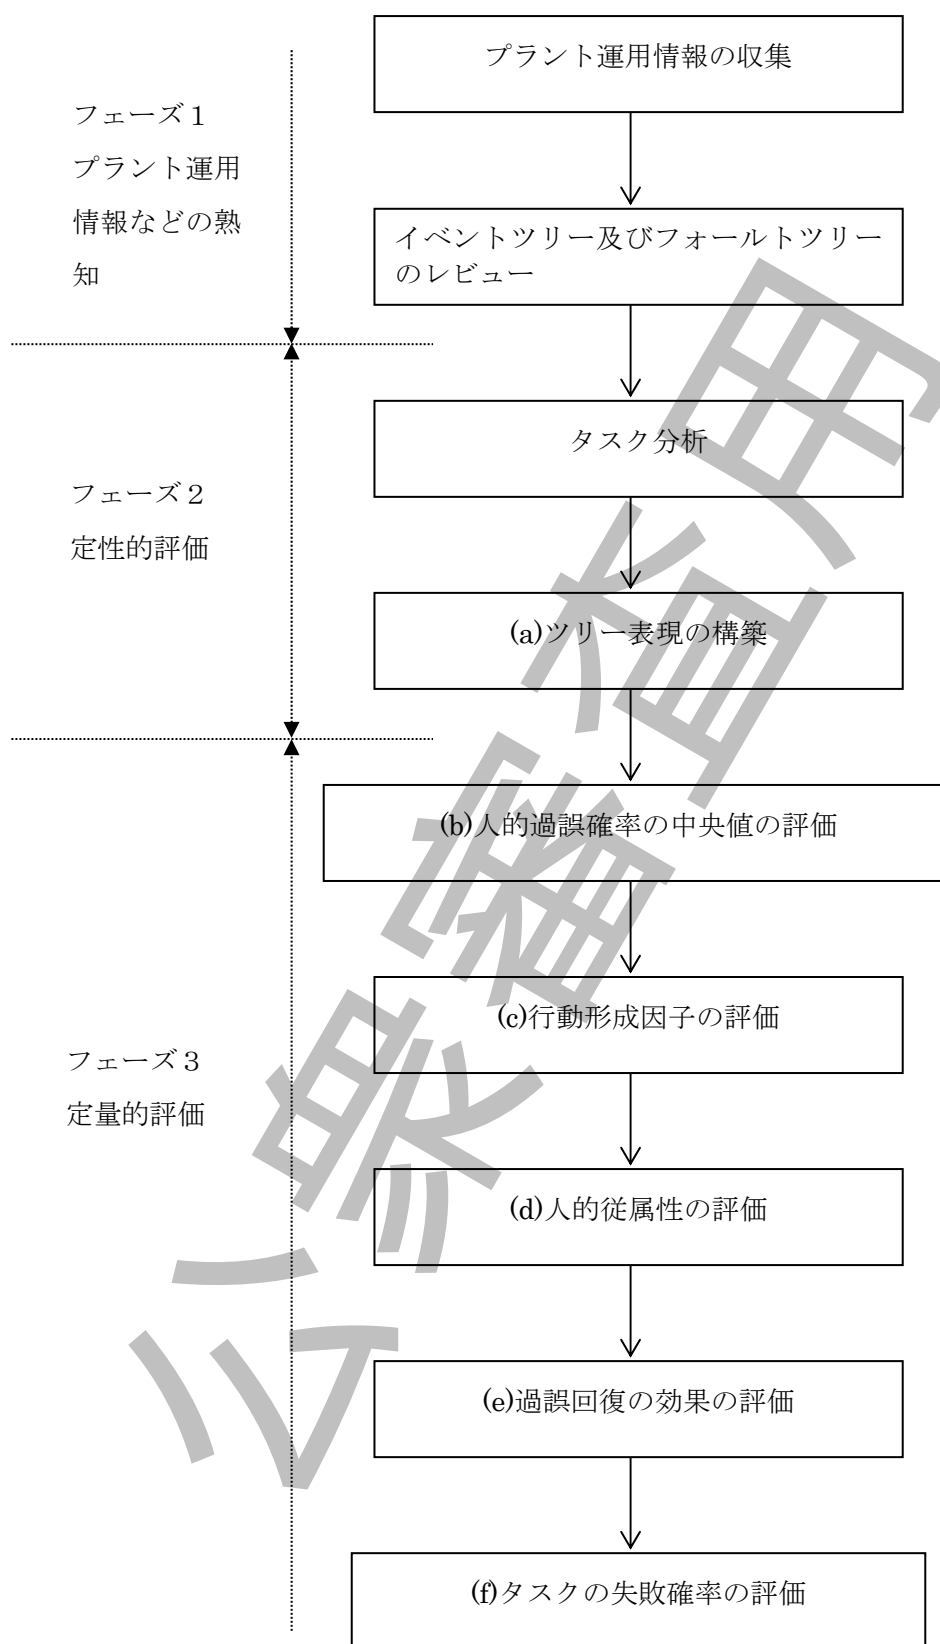 プラント運用情報の収集
フェーズ１
プラント運用
情報などの熟
知
イベントツリー及びフォールトツリー
のレビュー
タスク分析
フェーズ２
定性的評価
(a)ツリー表現の構築
(b)人的過誤確率の中央値の評価
(c)行動形成因子の評価
フェーズ３
定量的評価
(d)人的従属性の評価
(e)過誤回復の効果の評価
(f)タスクの失敗確率の評価
公衆審査用